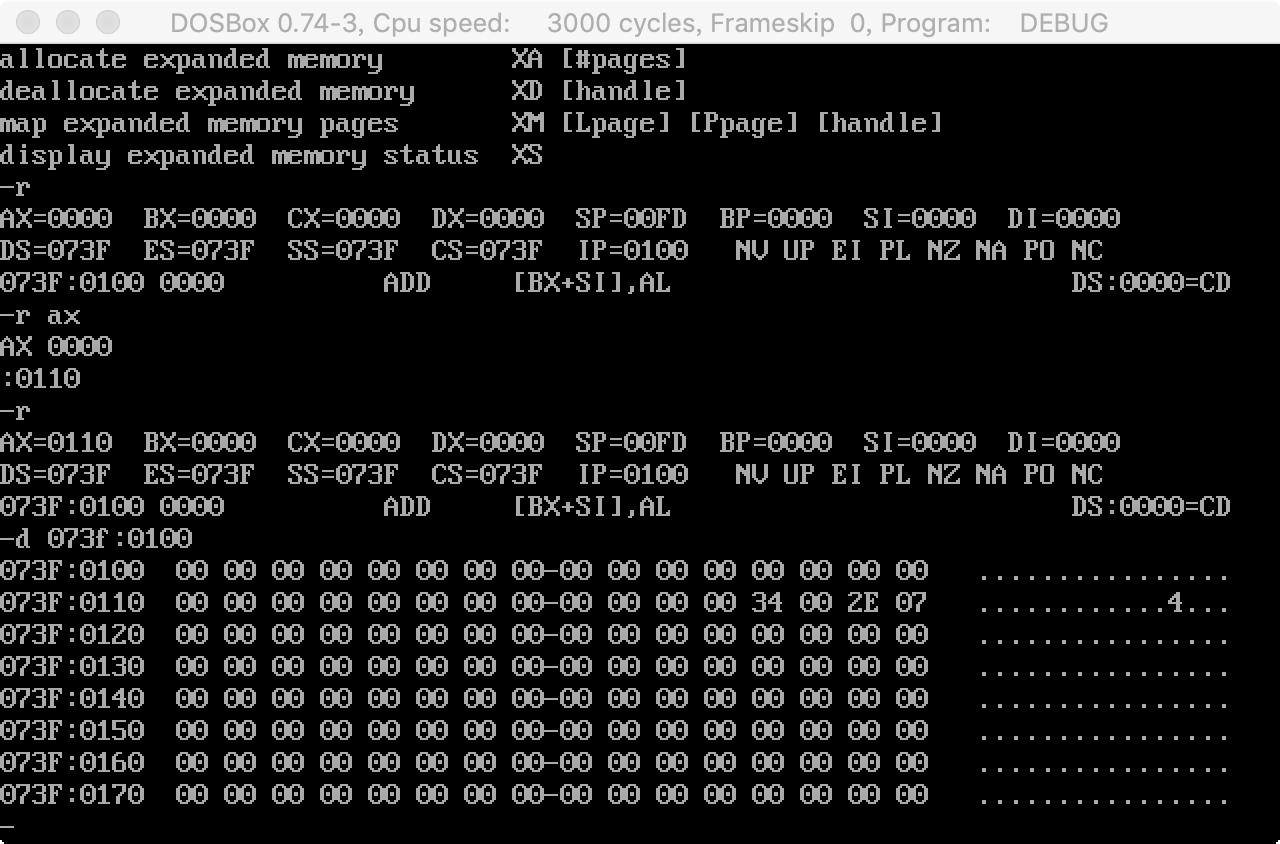 DOSBox 0.74-3, Cpu speed:    3000 cycles, Frameskip  0, Program:    DEBUG
allocate expanded memory        XA [#pages]
deallocate expanded memory      XD [handle]
map expanded memory pages       XM [Lpage] [Ppage] [handle]
display expanded memory status  XS
-r
AX=0000  BX=0000  CX=0000  DX=0000  SP=00FD  BP=0000  SI=0000  DI=0000
DS=073F  ES=073F  SS=073F  CS=073F  IP=0100   NV UP EI PL NZ NA PO NC
073F:0100 0000          ADD     [BX+SI],AL                         DS:0000=CD
-r ax
AX 0000
:0110
-r
AX=0110  BX=0000  CX=0000  DX=0000  SP=00FD  BP=0000  SI=0000  DI=0000
DS=073F  ES=073F  SS=073F  CS=073F  IP=0100   NV UP EI PL NZ NA PO NC
073F:0100 0000          ADD     [BX+SI],AL                         DS:0000=CD
-d 073f:0100
073F:0100  00 00 00 00 00 00 00 00-00 00 00 00 00 00 00 00   ................
073F:0110  00 00 00 00 00 00 00 00-00 00 00 00 34 00 2E 07   ............4...
073F:0120  00 00 00 00 00 00 00 00-00 00 00 00 00 00 00 00   ................
073F:0130  00 00 00 00 00 00 00 00-00 00 00 00 00 00 00 00   ................
073F:0140  00 00 00 00 00 00 00 00-00 00 00 00 00 00 00 00   ................
073F:0150  00 00 00 00 00 00 00 00-00 00 00 00 00 00 00 00   ................
073F:0160  00 00 00 00 00 00 00 00-00 00 00 00 00 00 00 00   ................
073F:0170  00 00 00 00 00 00 00 00-00 00 00 00 00 00 00 00   ................
_